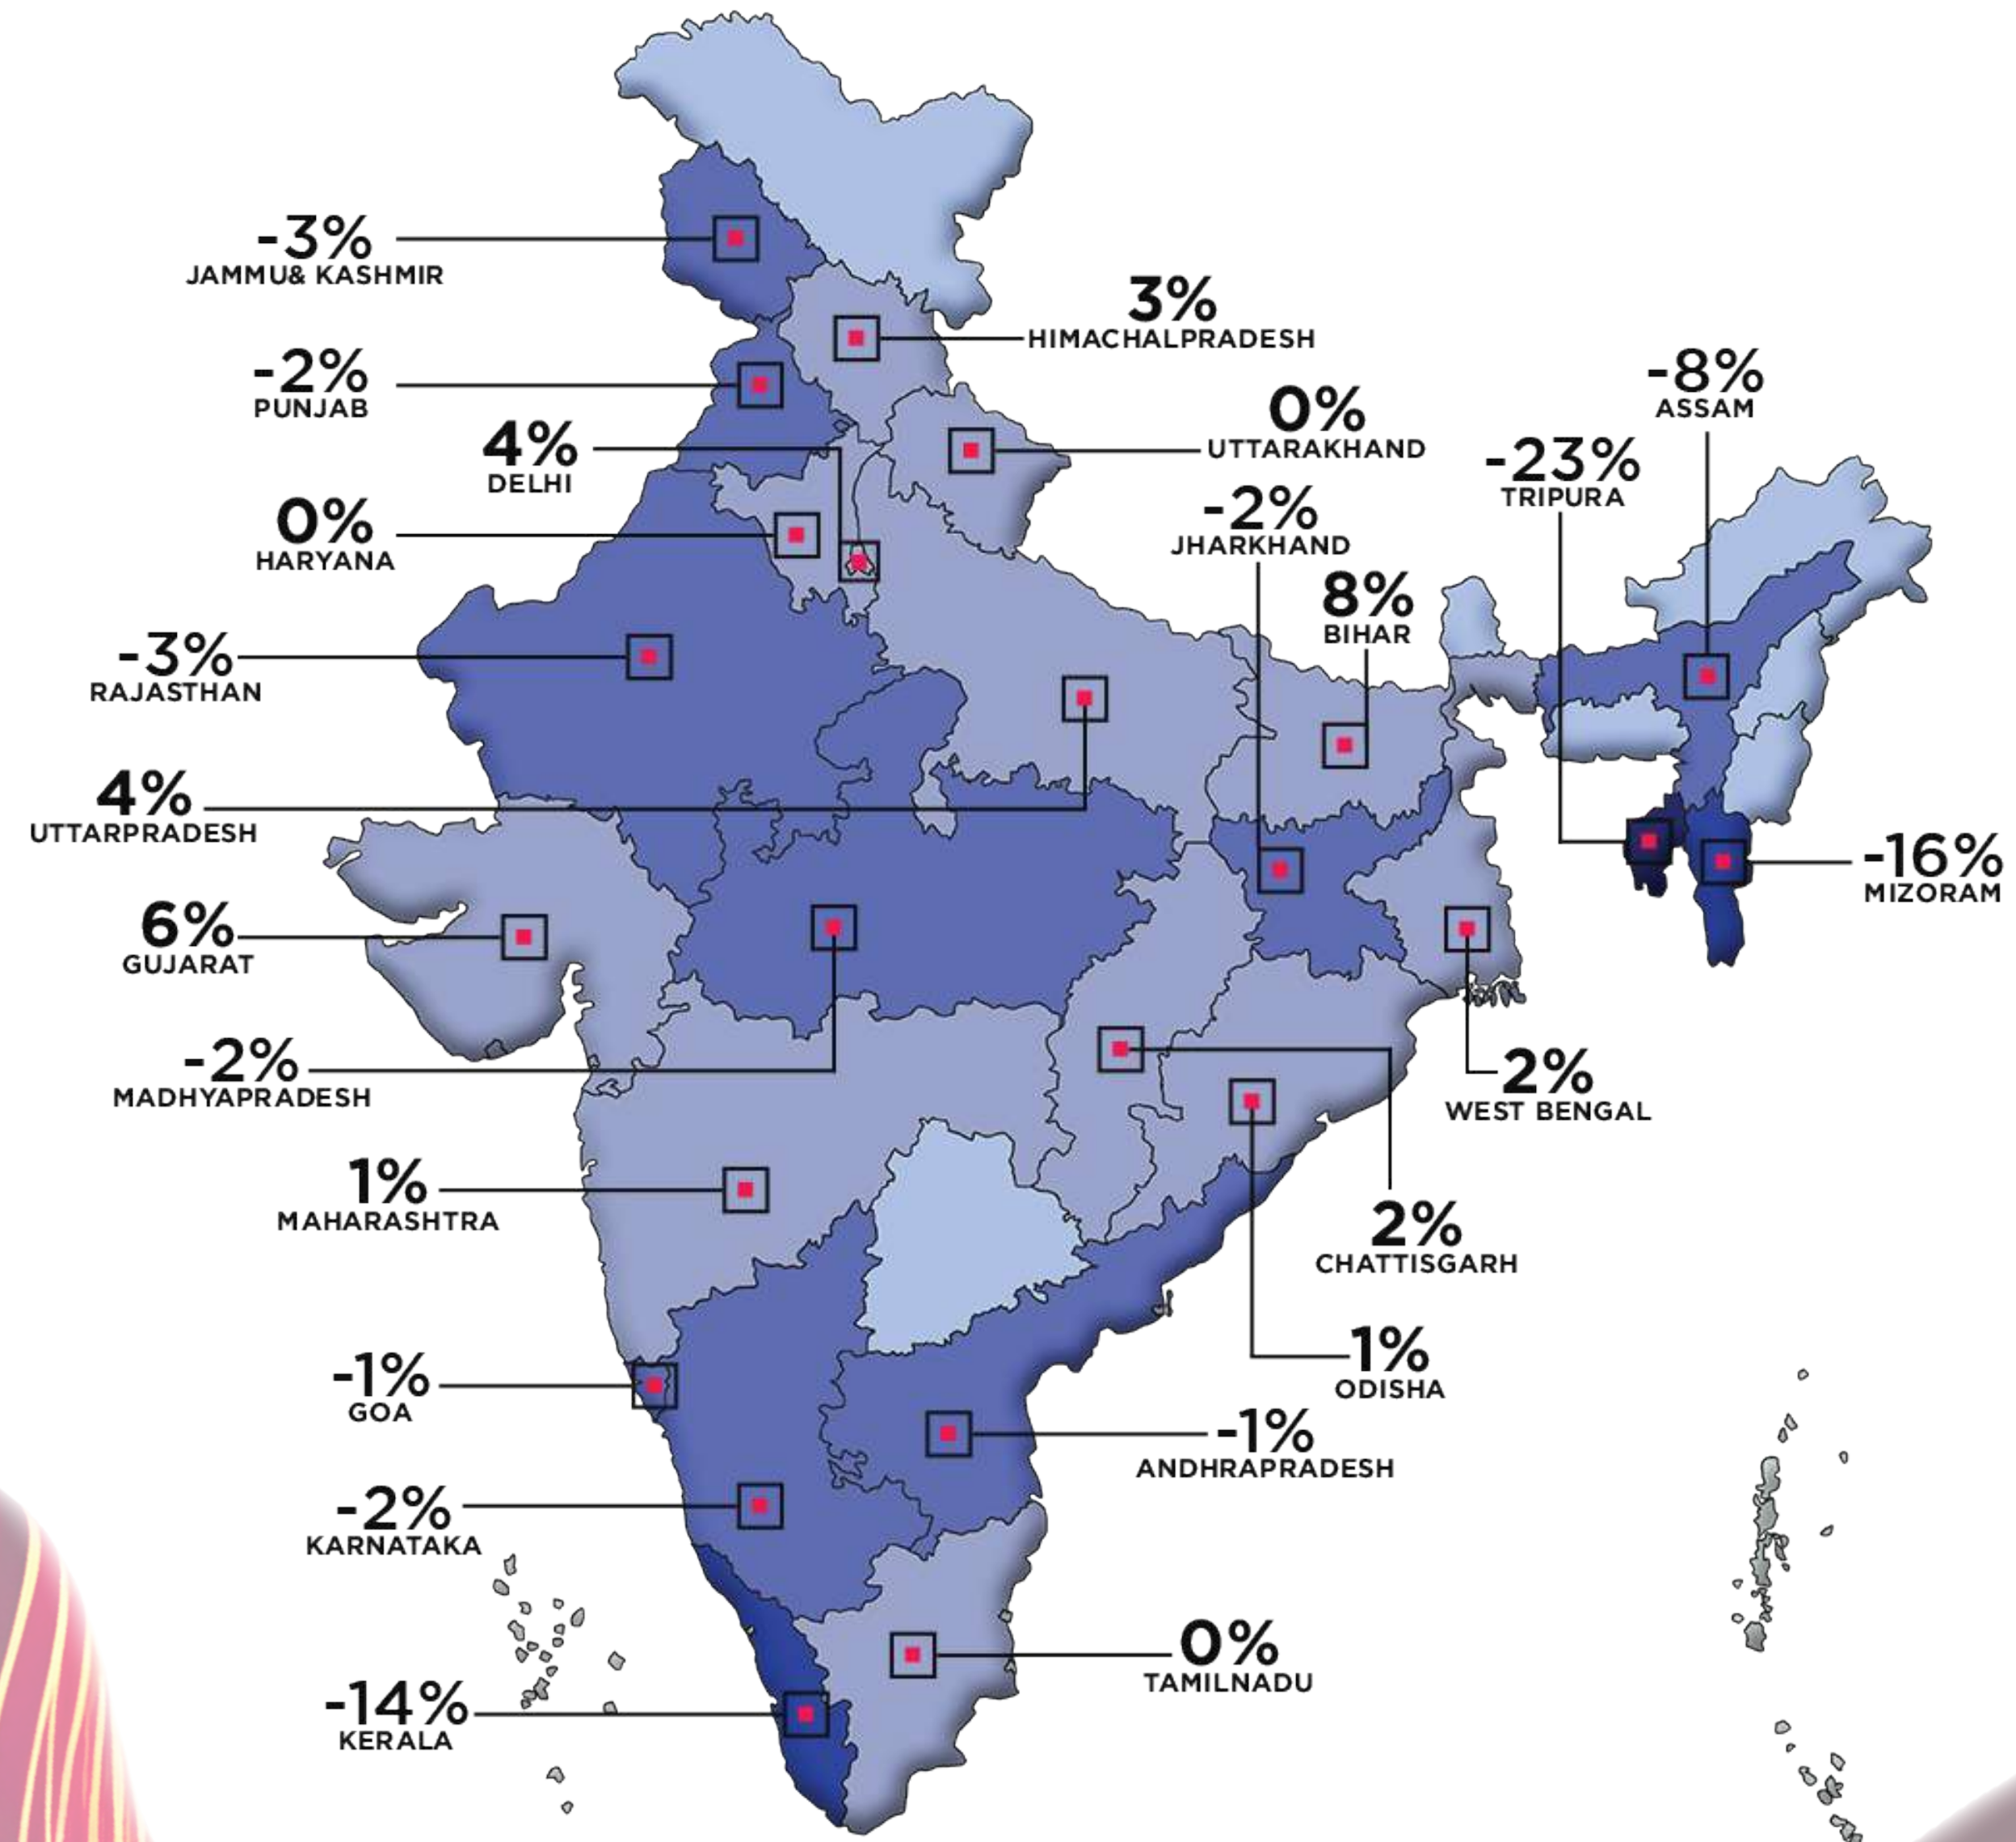 -3%
JAMMU& KASHMIR
3%
HIMACHALPRADESH
-2%
PUNJAB
-8%
ASSAM
0%
UTTARAKHAND
4%
DELHI
-23%
TRIPURA
-2%
JHARKHAND
0%
HARYANA
8%
BIHAR
-3%
RAJASTHAN
4%
UTTARPRADESH
-16%
MIZORAM
6%
GUJARAT
-2%
MADHYAPRADESH
2%
WEST BENGAL
1%
MAHARASHTRA
2%
CHATTISGARH
1%
ODISHA
-1%
GOA
-1%
ANDHRAPRADESH
-2%
KARNATAKA
0%
TAMILNADU
-14%
KERALA